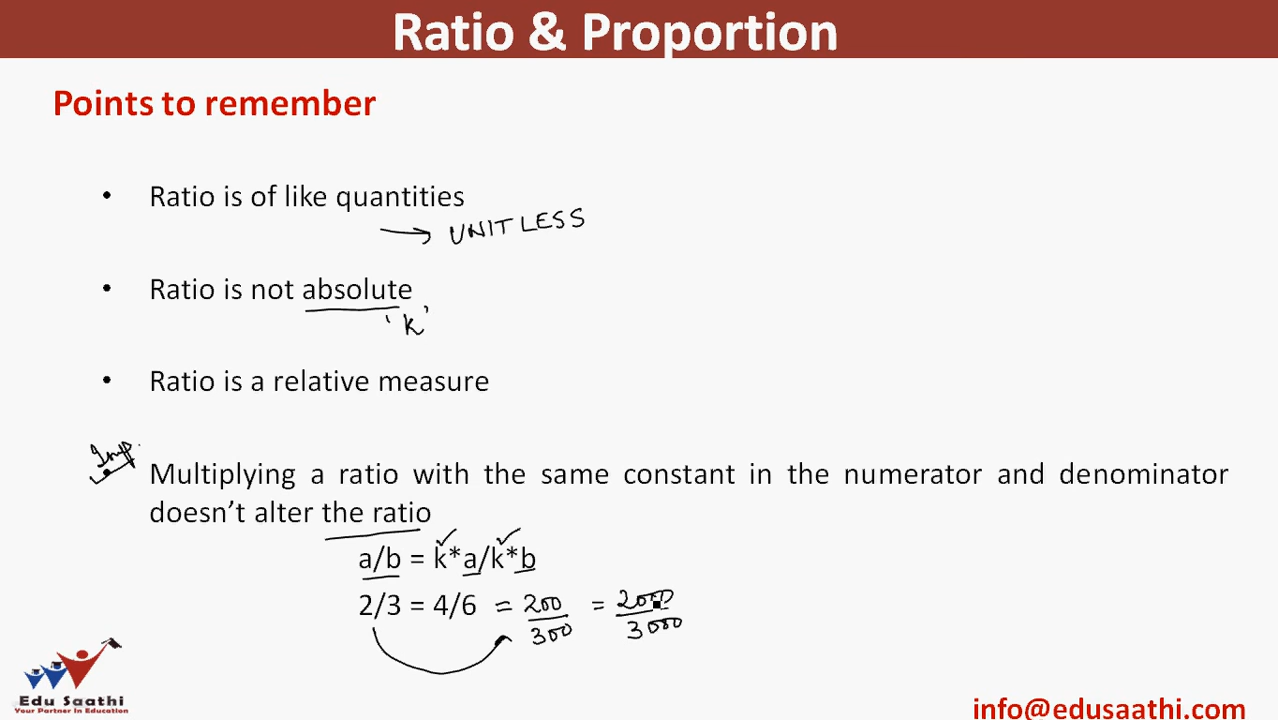 Ratio & Proportion
Points to remember
• Ratio is of like quantities
→ UNITLESS
• Ratio is not absolute
'k'
• Ratio is a relative measure
Imp.
Multiplying a ratio with the same constant in the numerator and denominator
doesn't alter the ratio
a/b = k*a/k*b
2/3 = 4/6 = 200/300 = 2000/3000
Edu Saathi
Your Partner In Education
info@edusaathi.com